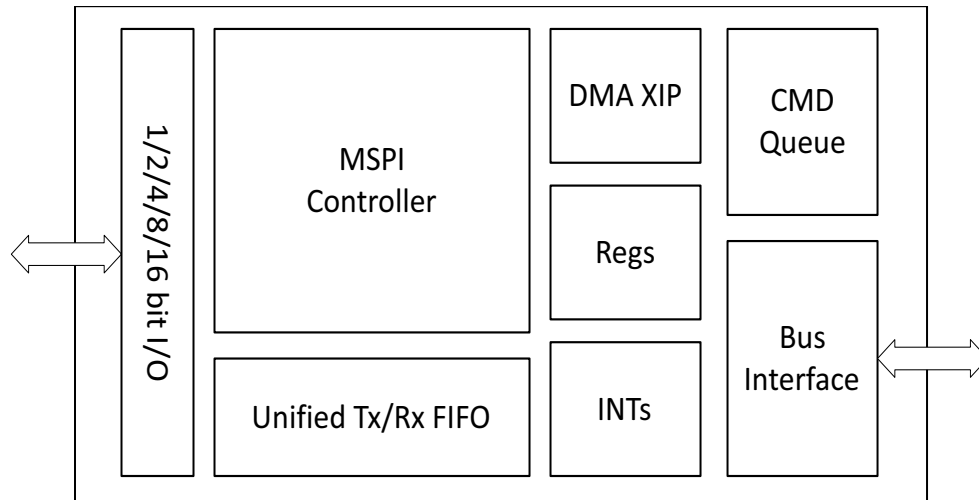 1/2/4/8/16 bit I/O
MSPI
Controller
Unified Tx/Rx FIFO
DMA XIP
Regs
INTs
CMD
Queue
Bus
Interface